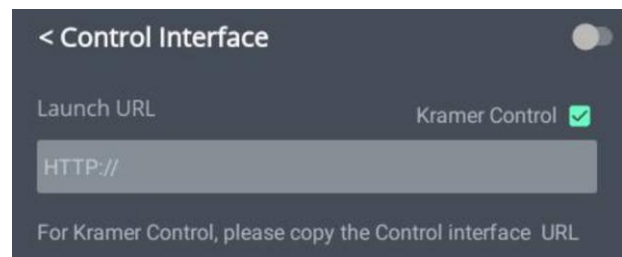 < Control Interface
Launch URL
Kramer Control
HTTP://
For Kramer Control, please copy the Control interface URL